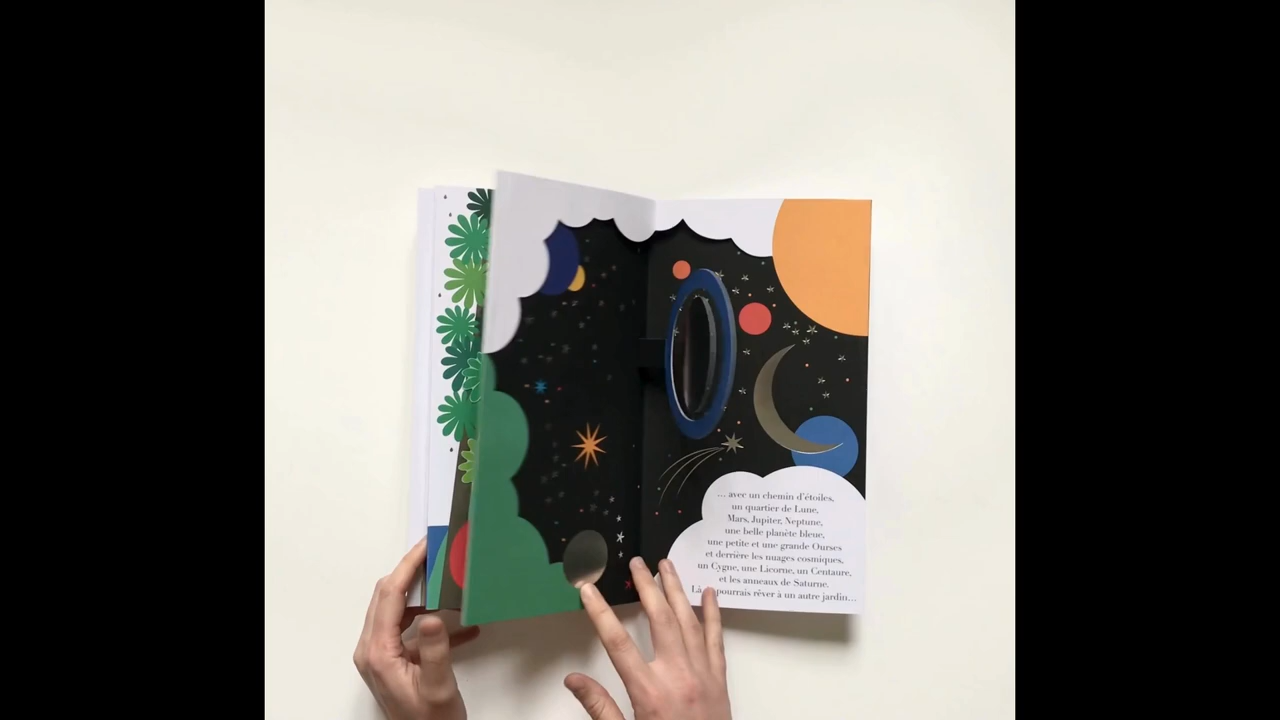 ... avec un chemin d'étoiles,
un quartier de Lune,
Mars, Jupiter, Neptune,
une belle planète bleue,
une petite et une grande Ourses
et derrière les nuages cosmiques,
un Cygne, une Licorne, un Centaure,
et les anneaux de Saturne.
Là pourrais rêver à un autre jardin...